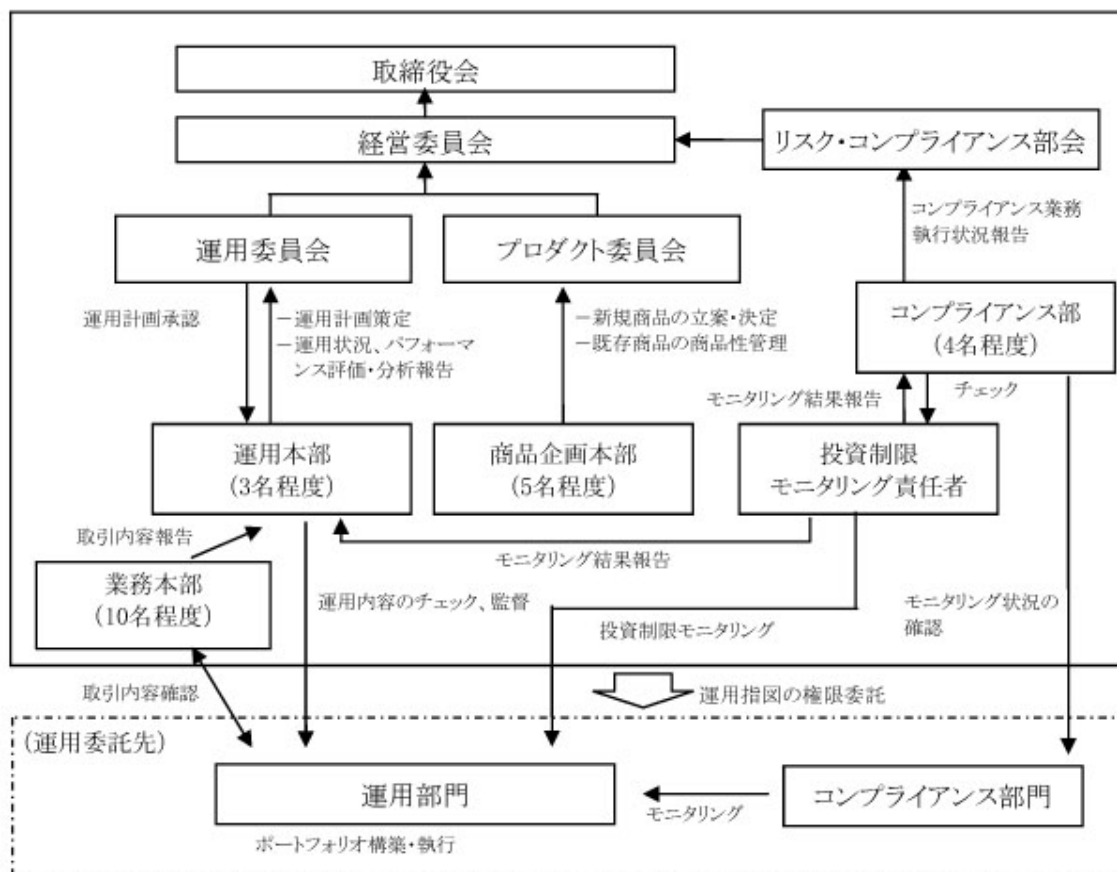 取締役会
経営委員会
リスク・コンプライアンス部会
コンプライアンス業務
執行状況報告
運用委員会
プロダクト委員会
運用計画承認
－運用計画策定
－運用状況、パフォーマ
ンス評価・分析報告
－新規商品の立案・決定
－既存商品の商品性管理
コンプライアンス部
(4名程度)
モニタリング結果報告
チェック
運用本部
(3名程度)
商品企画本部
(5名程度)
投資制限
モニタリング責任者
取引内容報告
モニタリング結果報告
業務本部
(10名程度)
運用内容のチェック、監督
投資制限モニタリング
モニタリング状況の
確認
取引内容確認
運用指図の権限委託
(運用委託先)
運用部門
モニタリング
コンプライアンス部門
ポートフォリオ構築・執行